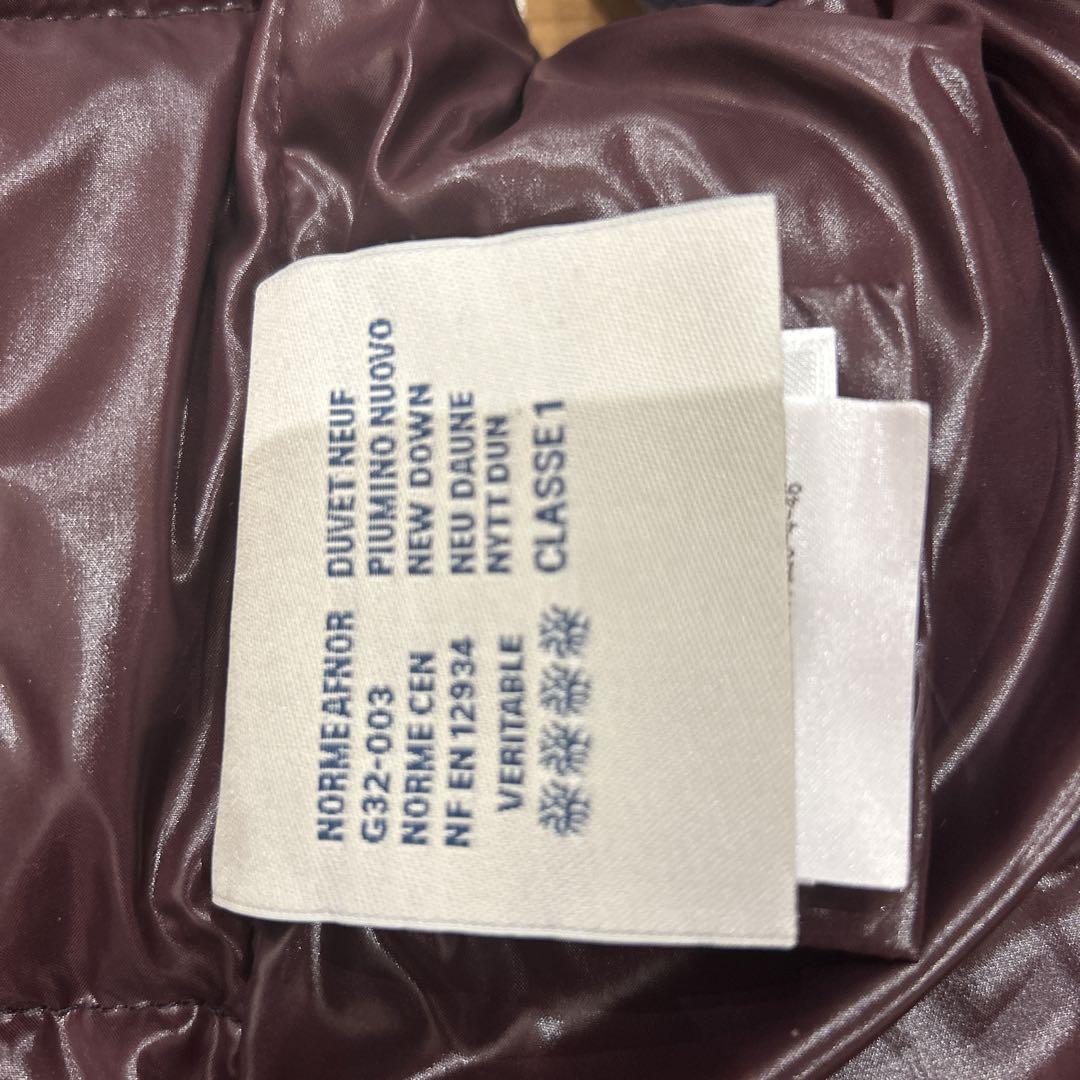 NORME AFNOR DUVET NEUF
G32-003 PIUMINO NUOVO
NORME CEN NEW DOWN
NF EN 12934 NEU DAUNE
VERITABLE NYTT DUN
CLASSE 1